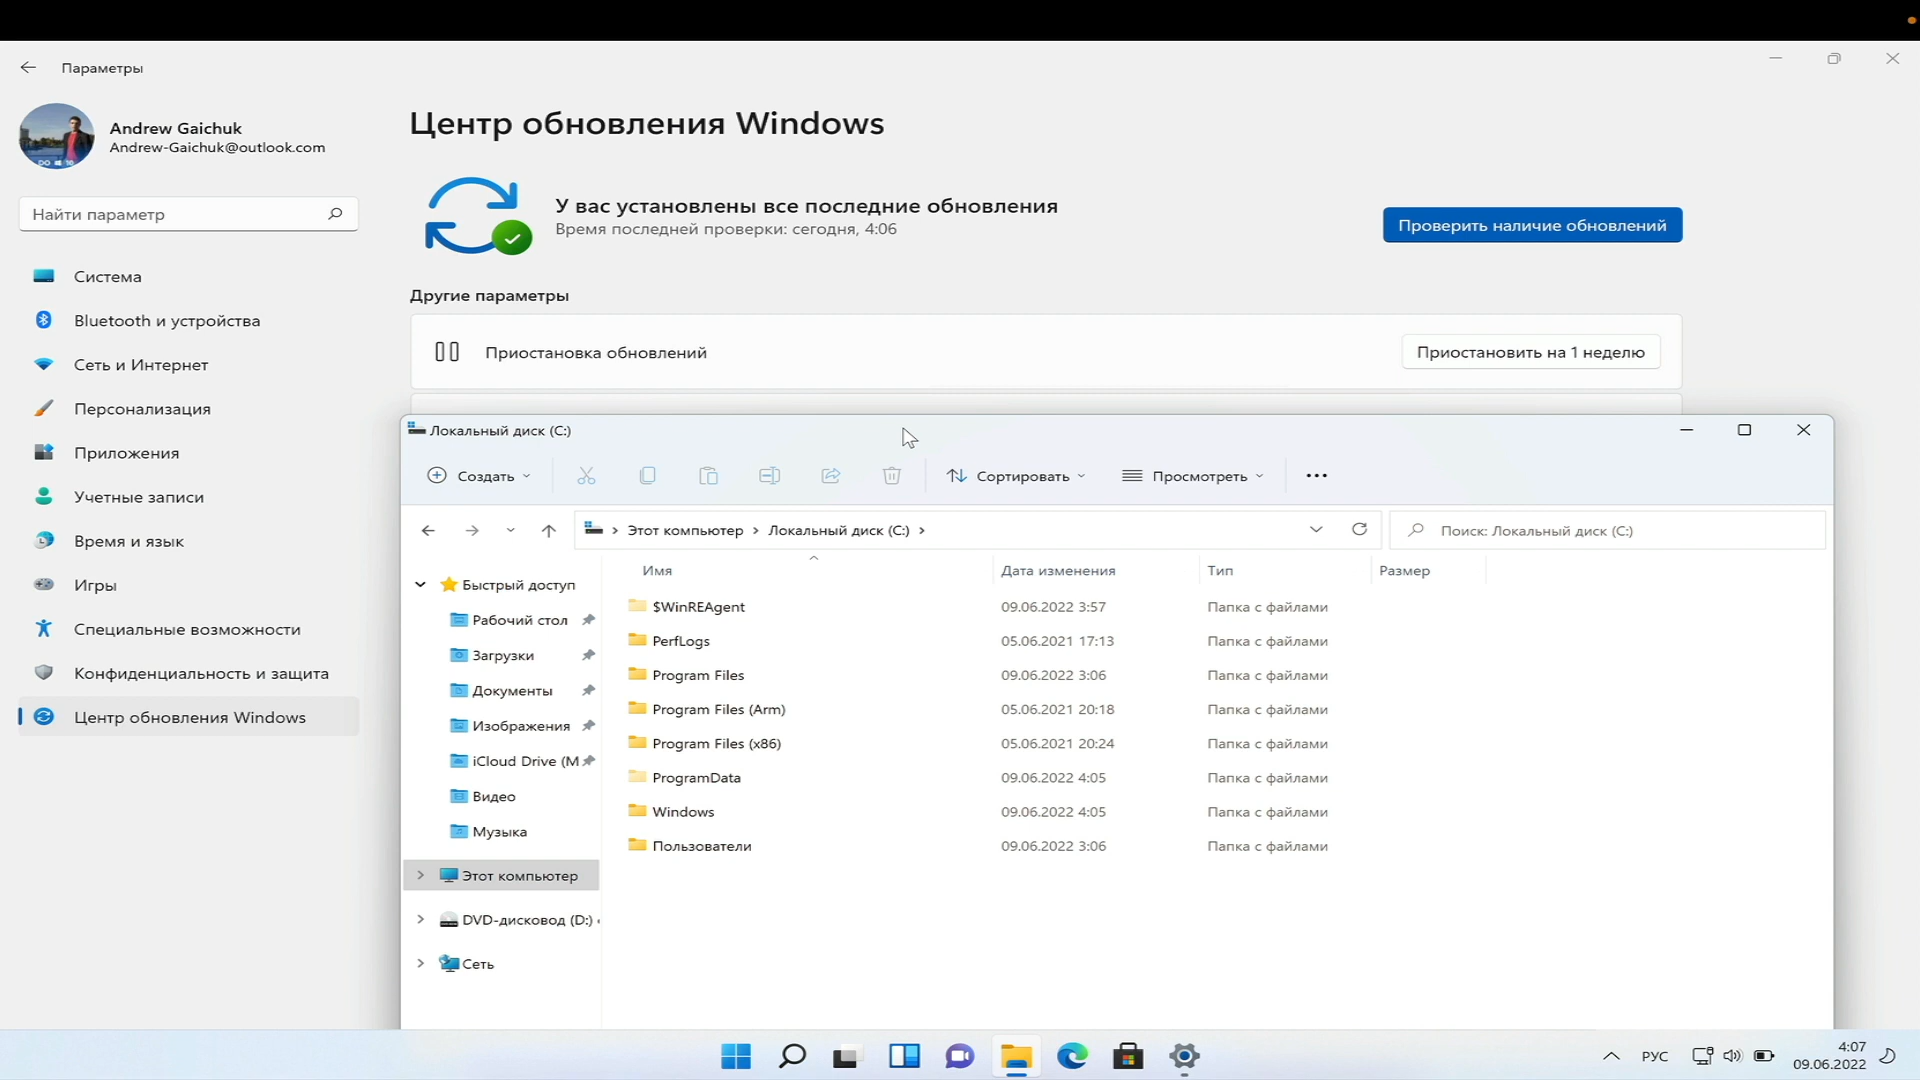 Параметры
Andrew Gaichuk
Andrew-Gaichuk@outlook.com
Найти параметр
Система
Bluetooth и устройства
Сеть и Интернет
Персонализация
Приложения
Учетные записи
Время и язык
Игры
Специальные возможности
Конфиденциальность и защита
Центр обновления Windows
Центр обновления Windows
У вас установлены все последние обновления
Время последней проверки: сегодня, 4:06
Проверить наличие обновлений
Другие параметры
Приостановка обновлений
Приостановить на 1 неделю
Локальный диск (C:)
Создать
Сортировать
Просмотреть
Этот компьютер > Локальный диск (C:) >
Поиск: Локальный диск (C:)
Быстрый доступ
Рабочий стол
Загрузки
Документы
Изображения
iCloud Drive (M
Видео
Музыка
Этот компьютер
DVD-дисковод (D:)
Сеть
Имя Дата изменения Тип Размер
$WinREAgent 09.06.2022 3:57 Папка с файлами
PerfLogs 05.06.2021 17:13 Папка с файлами
Program Files 09.06.2022 3:06 Папка с файлами
Program Files (Arm) 05.06.2021 20:18 Папка с файлами
Program Files (x86) 05.06.2021 20:24 Папка с файлами
ProgramData 09.06.2022 4:05 Папка с файлами
Windows 09.06.2022 4:05 Папка с файлами
Пользователи 09.06.2022 3:06 Папка с файлами
РУС
4:07
09.06.2022